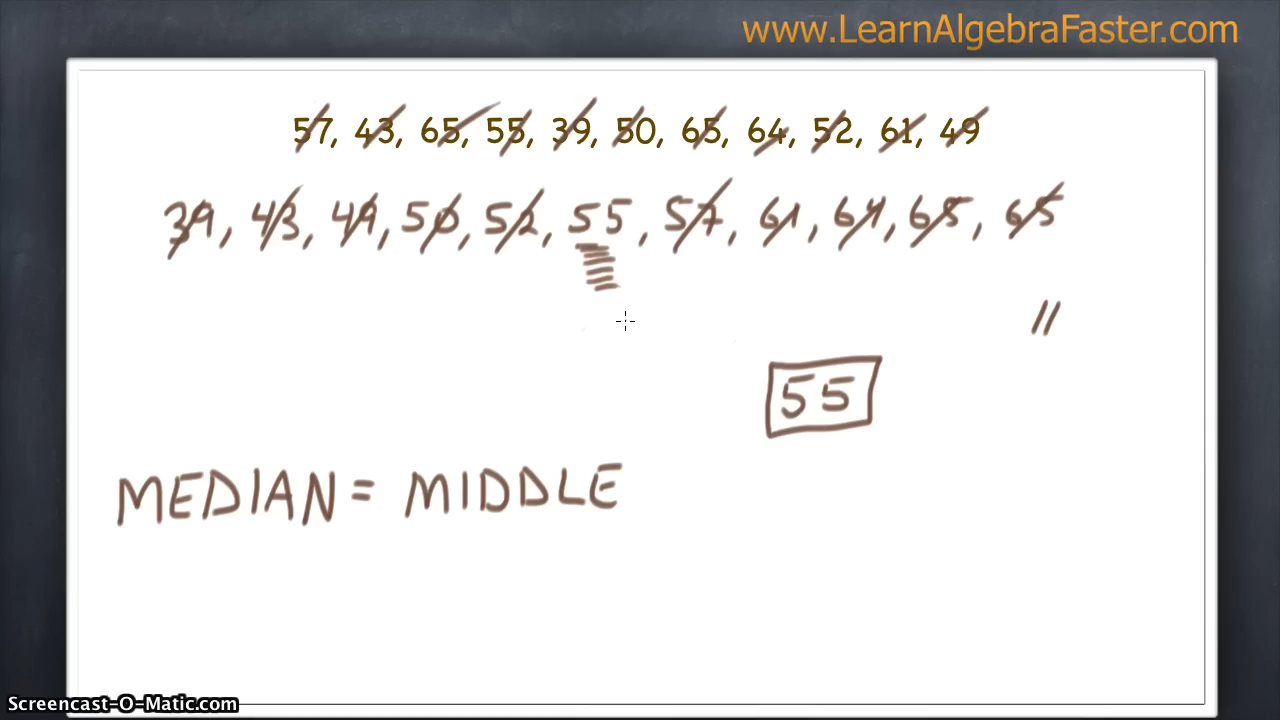 www.LearnAlgebraFaster.com
57, 43, 65, 55, 39, 50, 65, 64, 52, 61, 49
39, 43, 49, 50, 52, 55, 57, 61, 64, 65, 65
11
55
MEDIAN = MIDDLE
Screencast-O-Matic.com